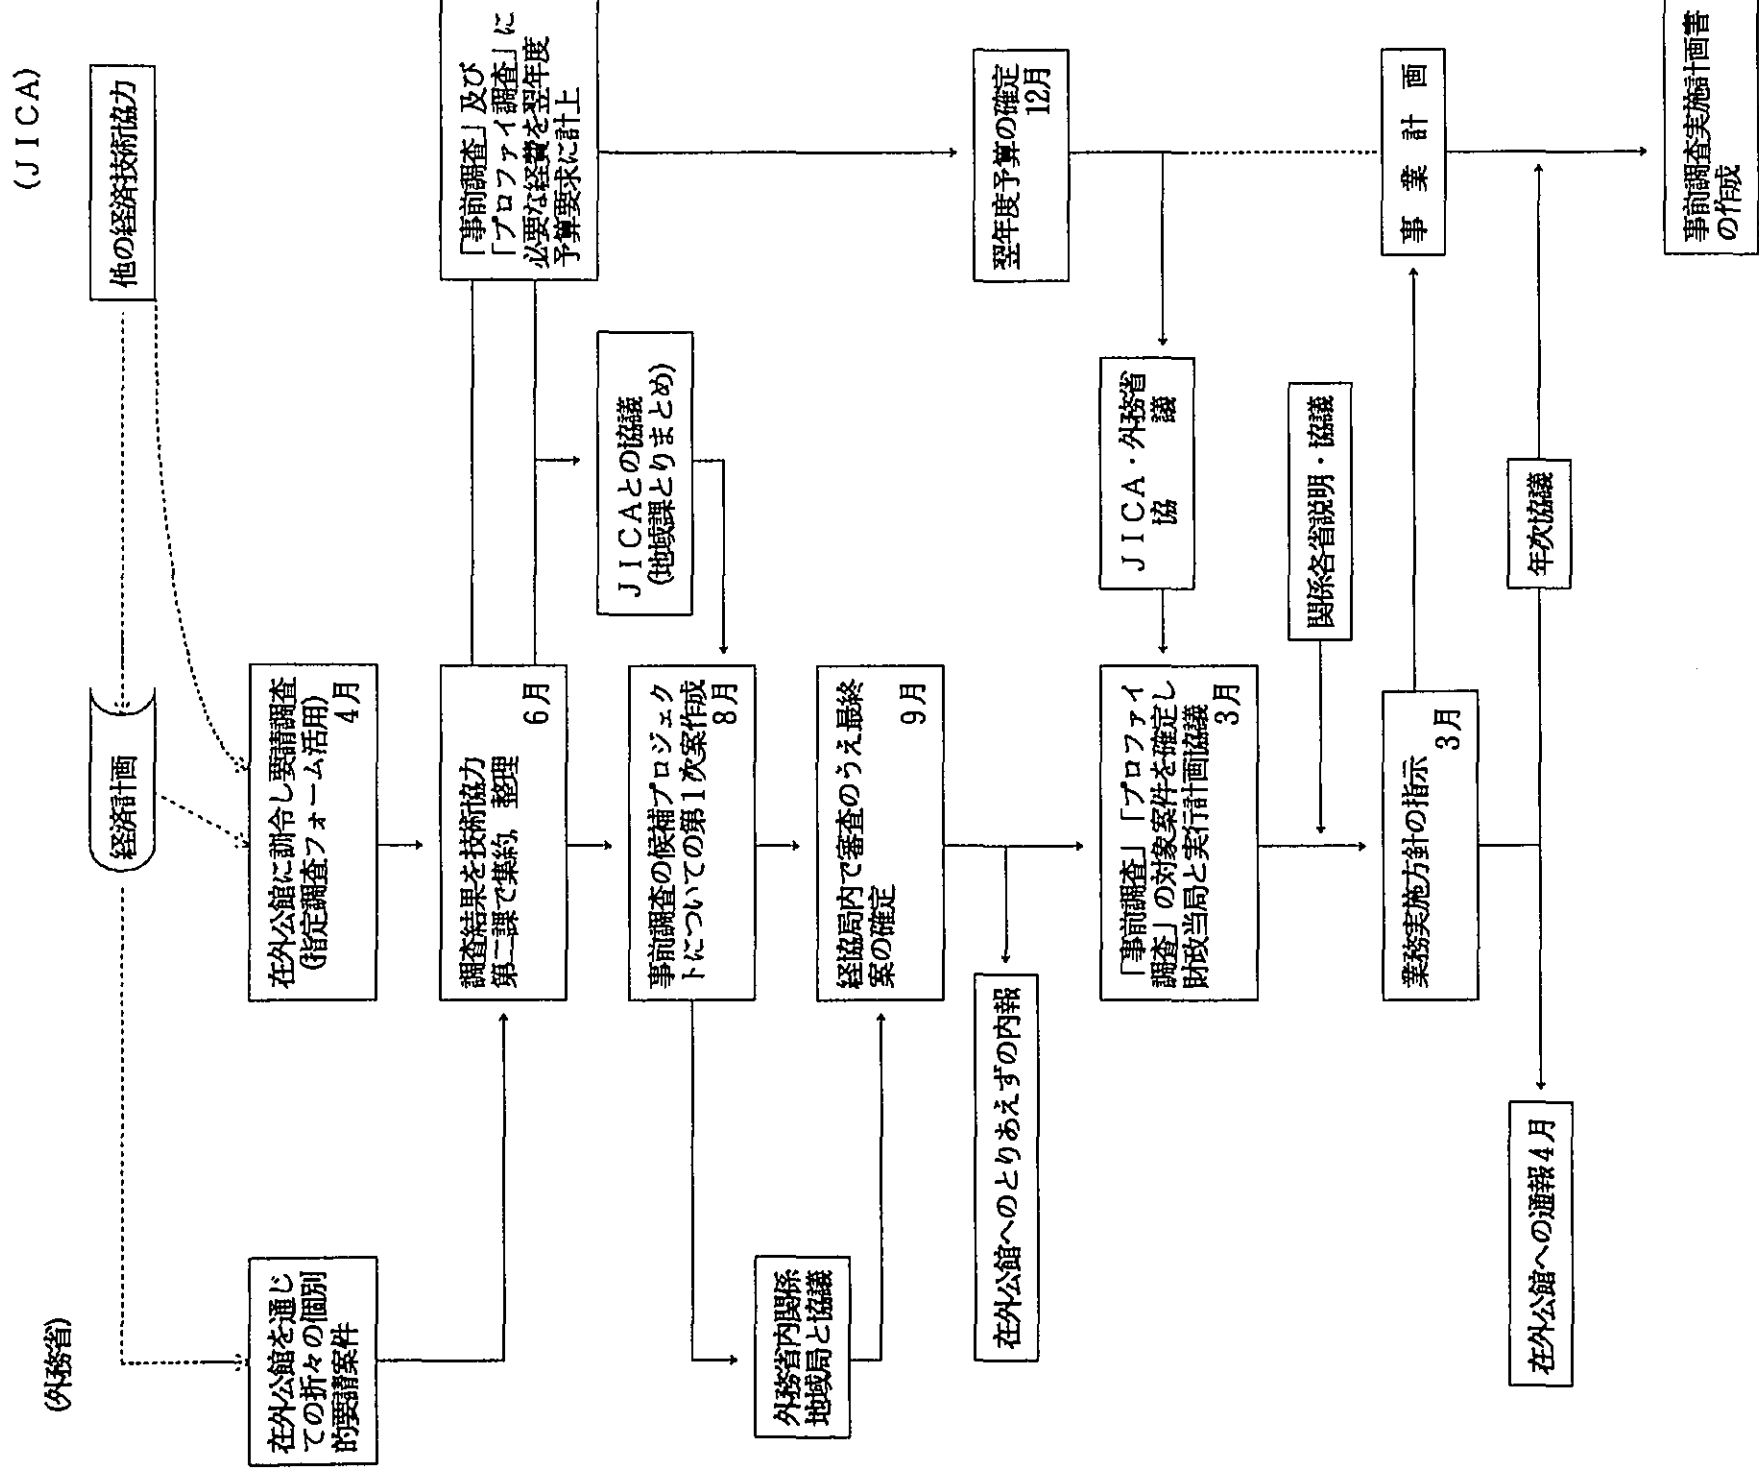 (外務省)
(JICA)
経済計画
他の経済技術協力
在外公館を通じ
ての折々の個別
的要請案件
在外公館に訓令し要請調査
(指定調査フォーム活用)
4月
調査結果を技術協力
第二課で集約, 整理
6月
「事前調査」及び
「プロファイ調査」に
必要な経費を翌年度
予算要求に計上
JICAとの協議
(地域課とりまとめ)
事前調査の候補プロジェク
トについての第1次案作成
8月
外務省内関係
地域局と協議
経協局内で審査のうえ最終
案の確定
9月
在外公館へのとりあえずの内報
翌年度予算の確定
12月
JICA・外務省
協議
「事前調査」「プロファイ
調査」の対象案件を確定し
財政当局と実行計画協議
3月
関係各省説明・協議
業務実施方針の指示
3月
事業計画
年次協議
在外公館への通報4月
事前調査実施計画書
の作成